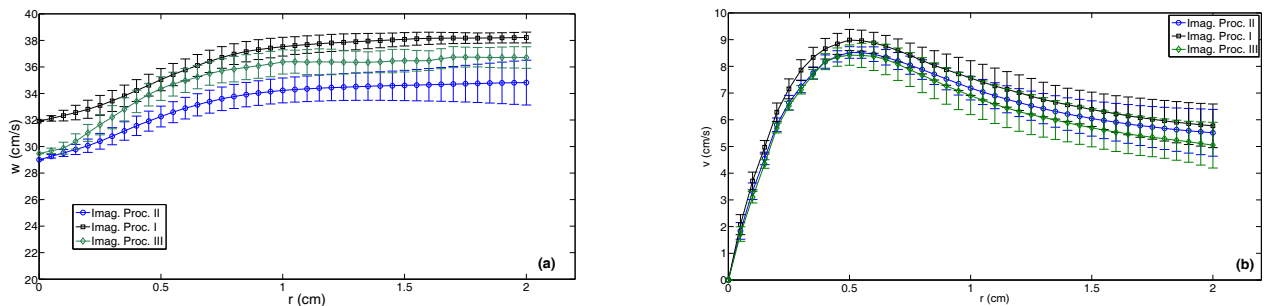 40
38
36
34
32
30
28
26
24
22
20
w (cm/s)
Imag. Proc. II
Imag. Proc. I
Imag. Proc. III
(a)
0
0.5
1
1.5
2
r (cm)
10
9
8
7
6
5
4
3
2
1
0
v (cm/s)
Imag. Proc. II
Imag. Proc. I
Imag. Proc. III
(b)
0
0.5
1
1.5
2
r (cm)